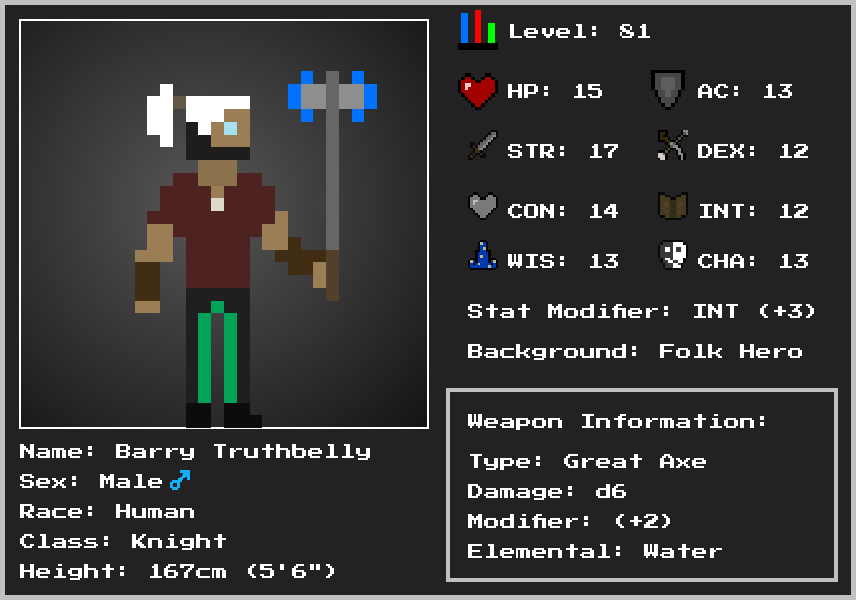 Level: 81
HP: 15 AC: 13
STR: 17 DEX: 12
CON: 14 INT: 12
WIS: 13 CHA: 13
Stat Modifier: INT (+3)
Background: Folk Hero
Weapon Information:
Type: Great Axe
Damage: d6
Modifier: (+2)
Elemental: Water
Name: Barry Truthbelly
Sex: Male♂
Race: Human
Class: Knight
Height: 167cm (5'6")